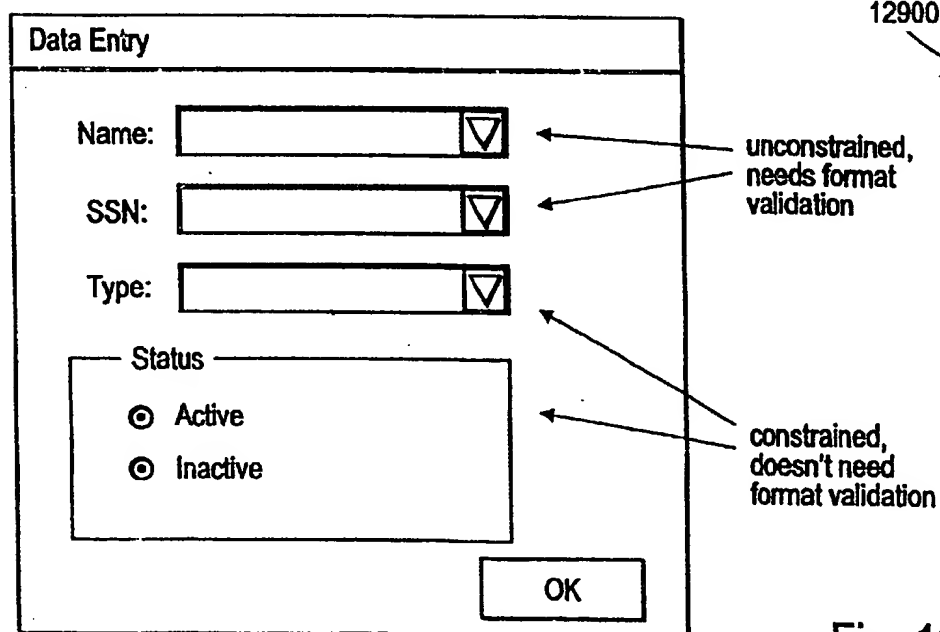 12900
Data Entry
Name:
unconstrained,
needs format
validation
SSN:
Type:
Status
Active
Inactive
constrained,
doesn't need
format validation
OK